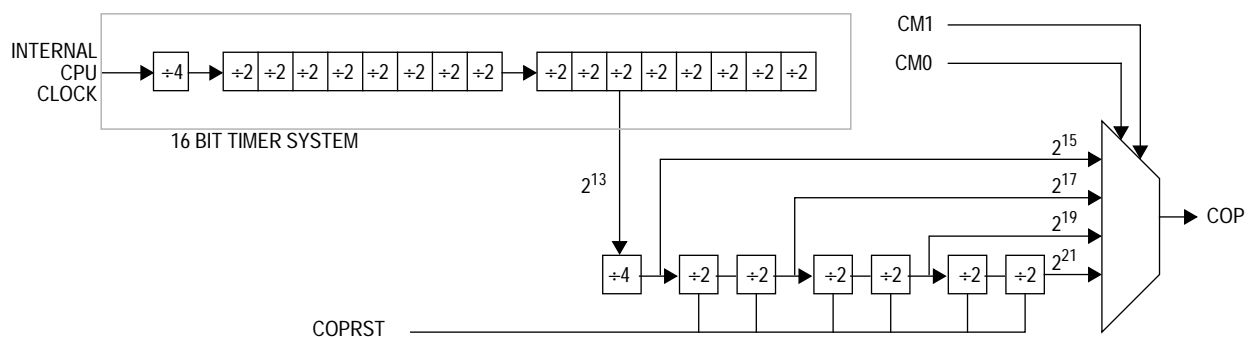 CM1
INTERNAL
CPU
CLOCK
÷4 ÷2 ÷2 ÷2 ÷2 ÷2 ÷2 ÷2 ÷2 ÷2 ÷2 ÷2 ÷2 ÷2 ÷2 ÷2 ÷2
CM0
16 BIT TIMER SYSTEM
2^15
2^13
2^17
COP
2^19
2^21
÷4 ÷2 ÷2 ÷2 ÷2 ÷2 ÷2
COPRST